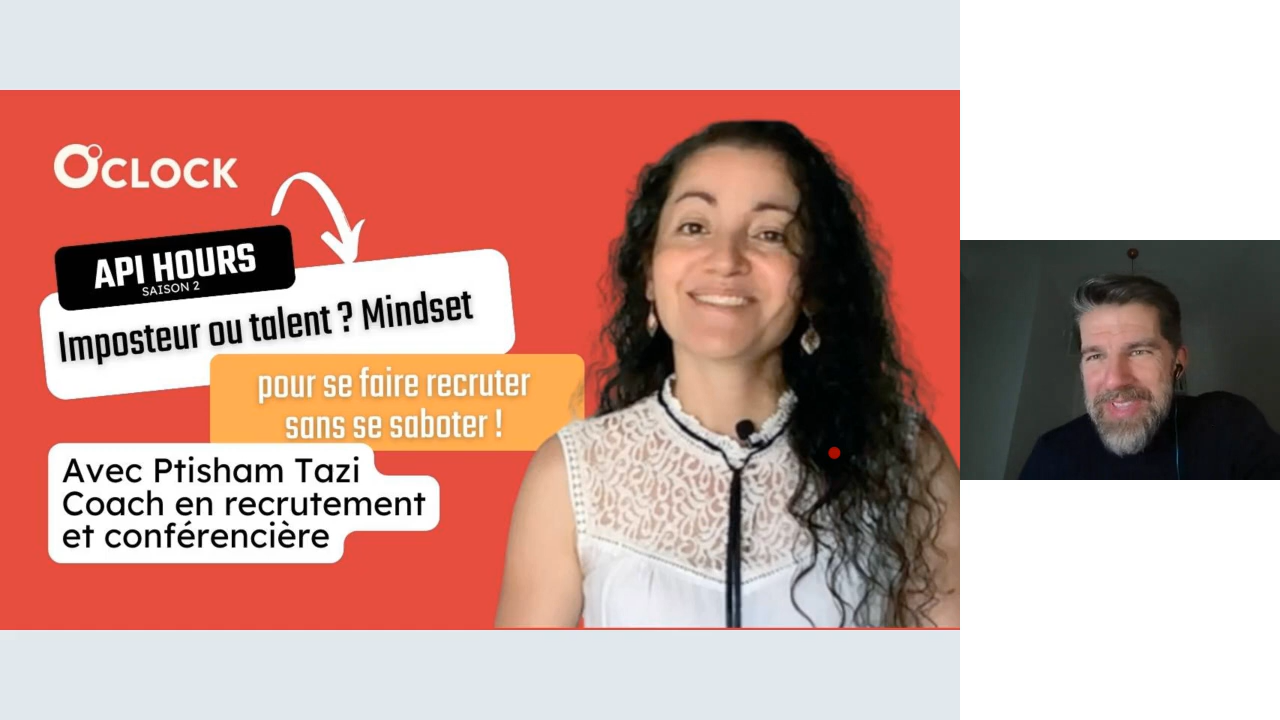 O'CLOCK
API HOURS
SAISON 2
Imposteur ou talent ? Mindset
pour se faire recruter
sans se saboter !
Avec Ptisham Tazi
Coach en recrutement
et conférencière